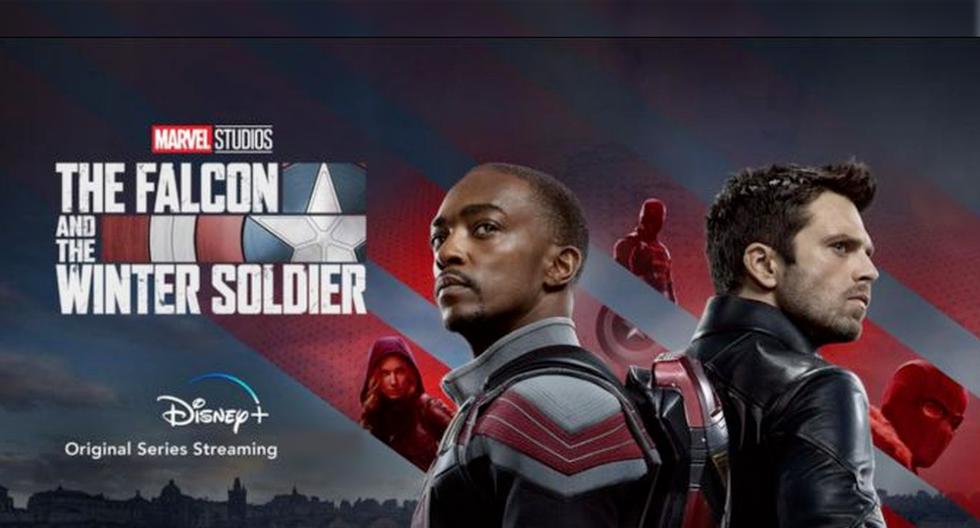 MARVEL STUDIOS
THE FALCON
AND
THE
WINTER SOLDIER
Disney+
Original Series Streaming